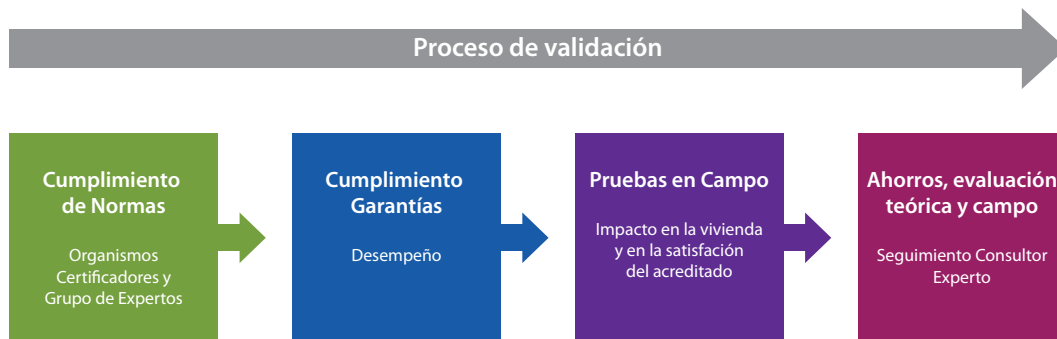 Proceso de validación
Cumplimiento
de Normas
Organismos
Certificadores y
Grupo de Expertos
Cumplimiento
Garantías
Desempeño
Pruebas en Campo
Impacto en la vivienda
y en la satisfacción
del acreditado
Ahorros, evaluación
teórica y campo
Seguimiento Consultor
Experto